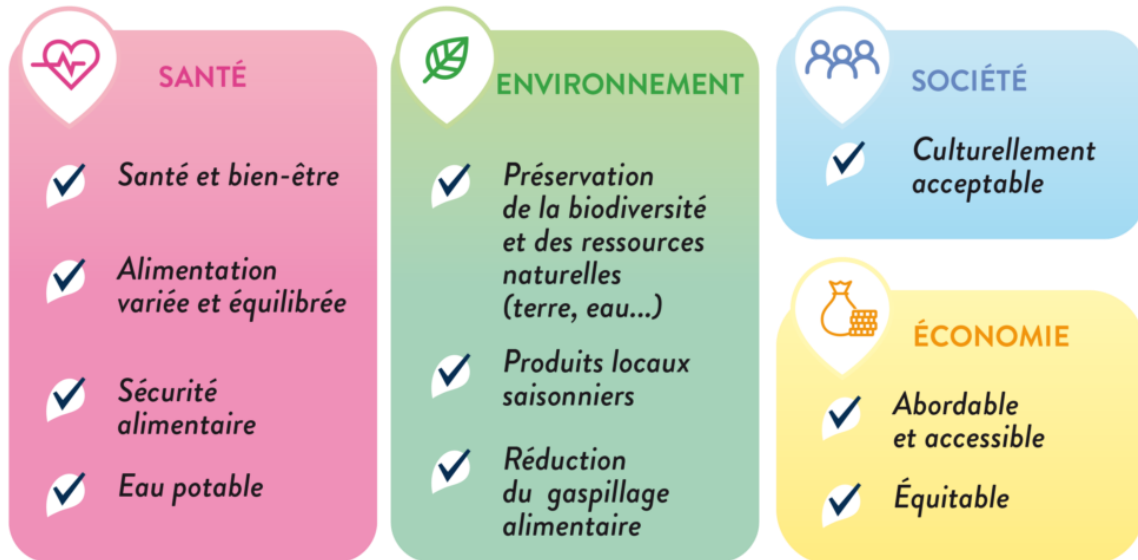 SANTÉ
Santé et bien-être
Alimentation
variée et équilibrée
Sécurité
alimentaire
Eau potable
ENVIRONNEMENT
Préservation
de la biodiversité
et des ressources
naturelles
(terre, eau...)
Produits locaux
saisonniers
Réduction
du gaspillage
alimentaire
SOCIÉTÉ
Culturellement
acceptable
ÉCONOMIE
Abordable
et accessible
Équitable